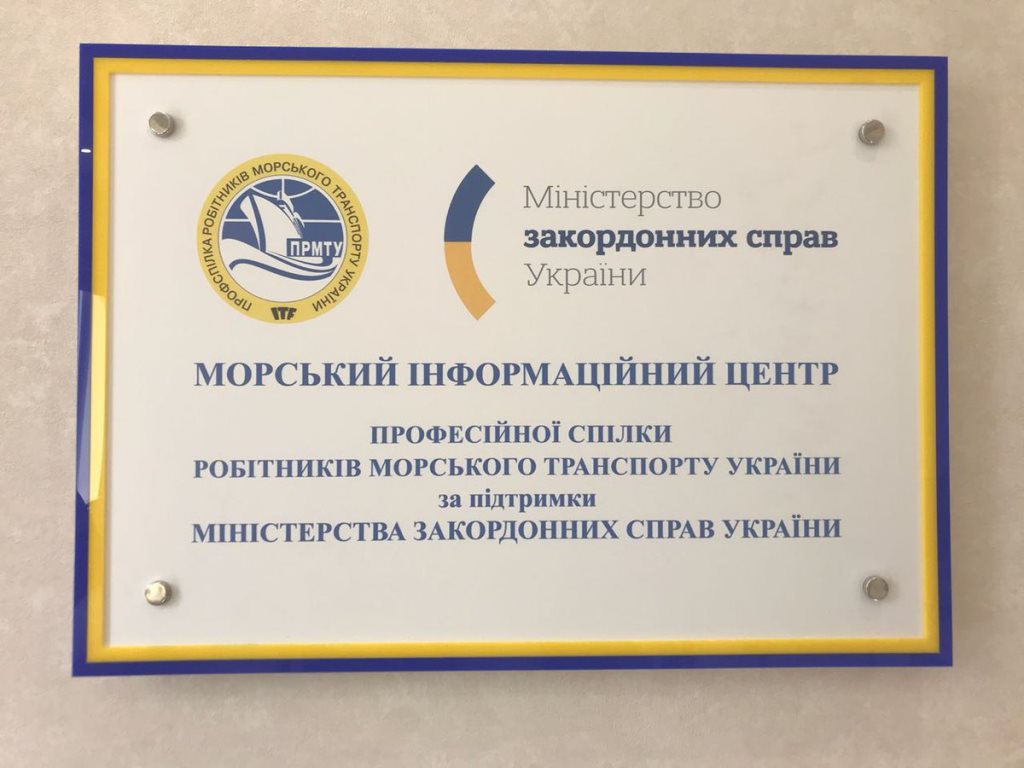 ПРОФСПІЛКА РОБІТНИКІВ МОРСЬКОГО ТРАНСПОРТУ УКРАЇНИ
ПРМТУ
ITF
Міністерство
закордонних справ
України
МОРСЬКИЙ ІНФОРМАЦІЙНИЙ ЦЕНТР
ПРОФЕСІЙНОЇ СПІЛКИ
РОБІТНИКІВ МОРСЬКОГО ТРАНСПОРТУ УКРАЇНИ
за підтримки
МІНІСТЕРСТВА ЗАКОРДОННИХ СПРАВ УКРАЇНИ